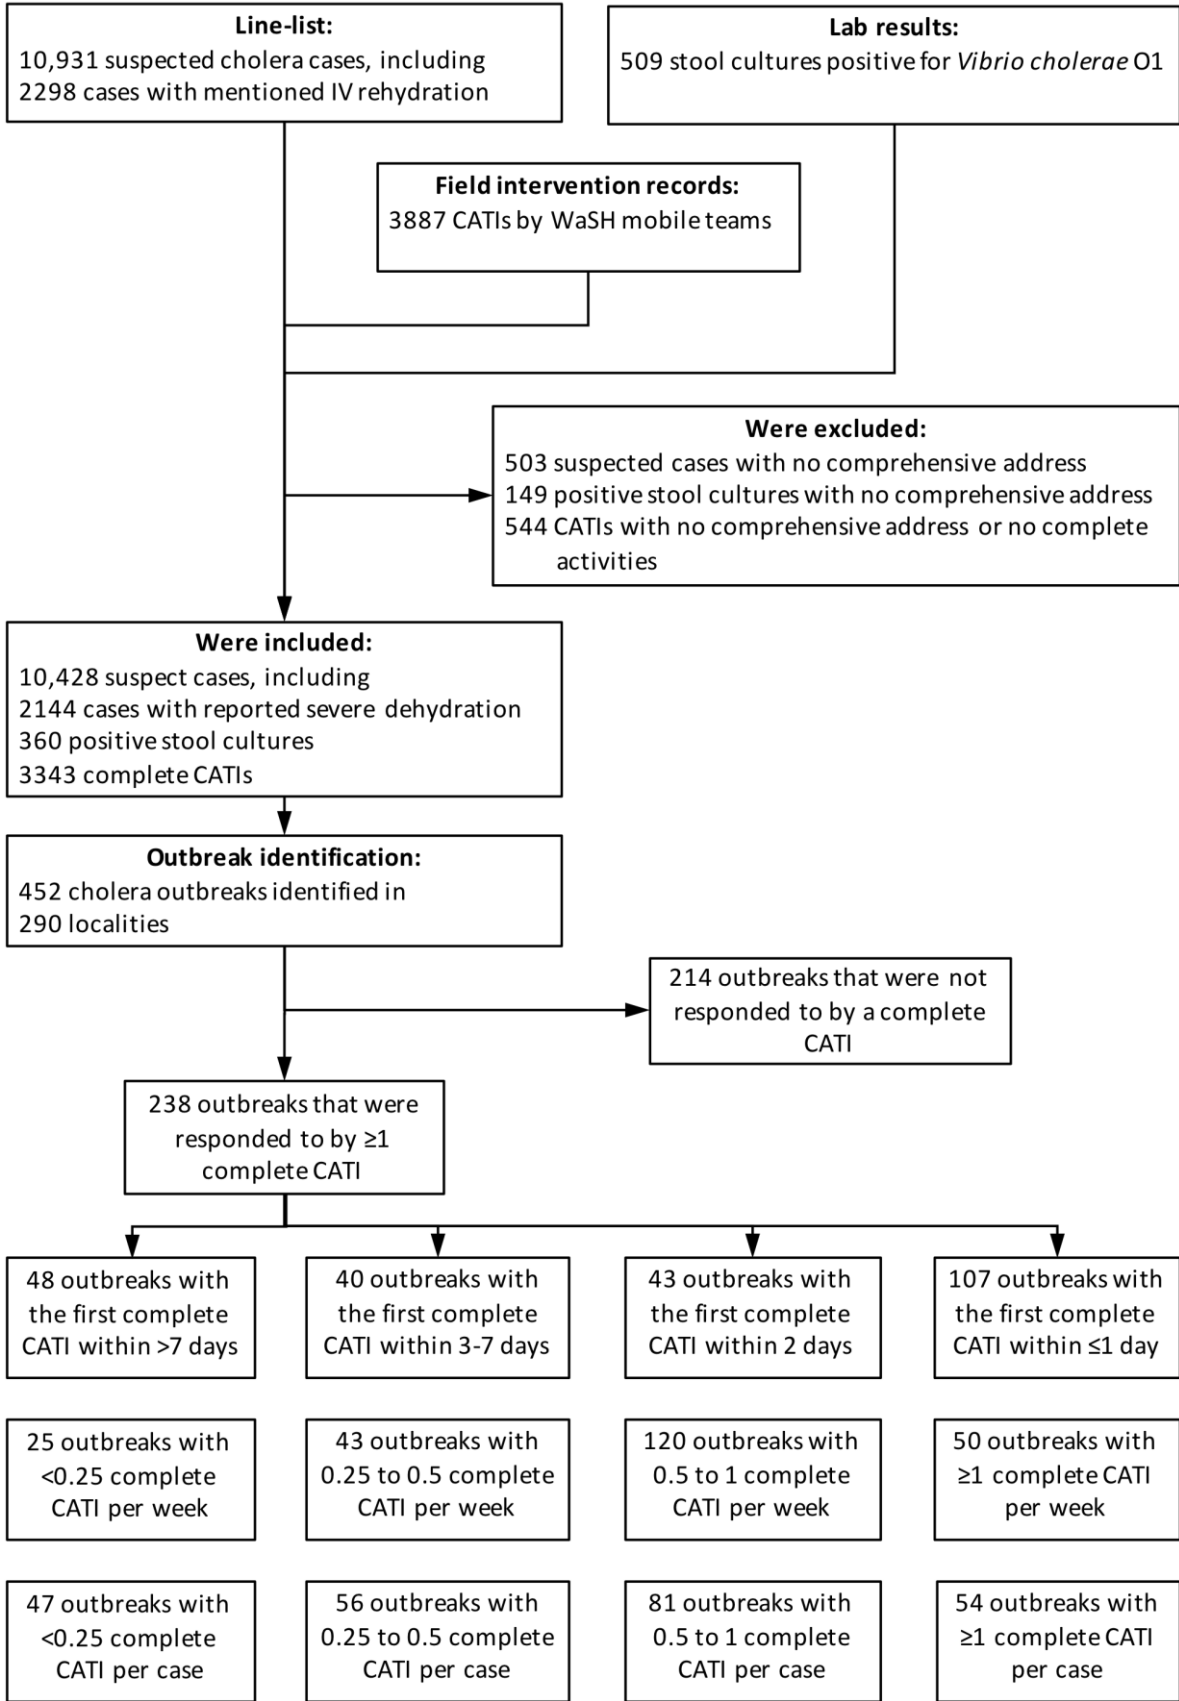 Line-list:
10,931 suspected cholera cases, including
2298 cases with mentioned IV rehydration
Lab results:
509 stool cultures positive for Vibrio cholerae O1
Field intervention records:
3887 CATIs by WaSH mobile teams
Were excluded:
503 suspected cases with no comprehensive address
149 positive stool cultures with no comprehensive address
544 CATIs with no comprehensive address or no complete
activities
Were included:
10,428 suspect cases, including
2144 cases with reported severe dehydration
360 positive stool cultures
3343 complete CATIs
Outbreak identification:
452 cholera outbreaks identified in
290 localities
214 outbreaks that were not
responded to by a complete
CATI
238 outbreaks that were
responded to by ≥1
complete CATI
48 outbreaks with
the first complete
CATI within >7 days
40 outbreaks with
the first complete
CATI within 3-7 days
43 outbreaks with
the first complete
CATI within 2 days
107 outbreaks with
the first complete
CATI within ≤1 day
25 outbreaks with
<0.25 complete
CATI per week
43 outbreaks with
0.25 to 0.5 complete
CATI per week
120 outbreaks with
0.5 to 1 complete
CATI per week
50 outbreaks with
≥1 complete CATI
per week
47 outbreaks with
<0.25 complete
CATI per case
56 outbreaks with
0.25 to 0.5 complete
CATI per case
81 outbreaks with
0.5 to 1 complete
CATI per case
54 outbreaks with
≥1 complete CATI
per case